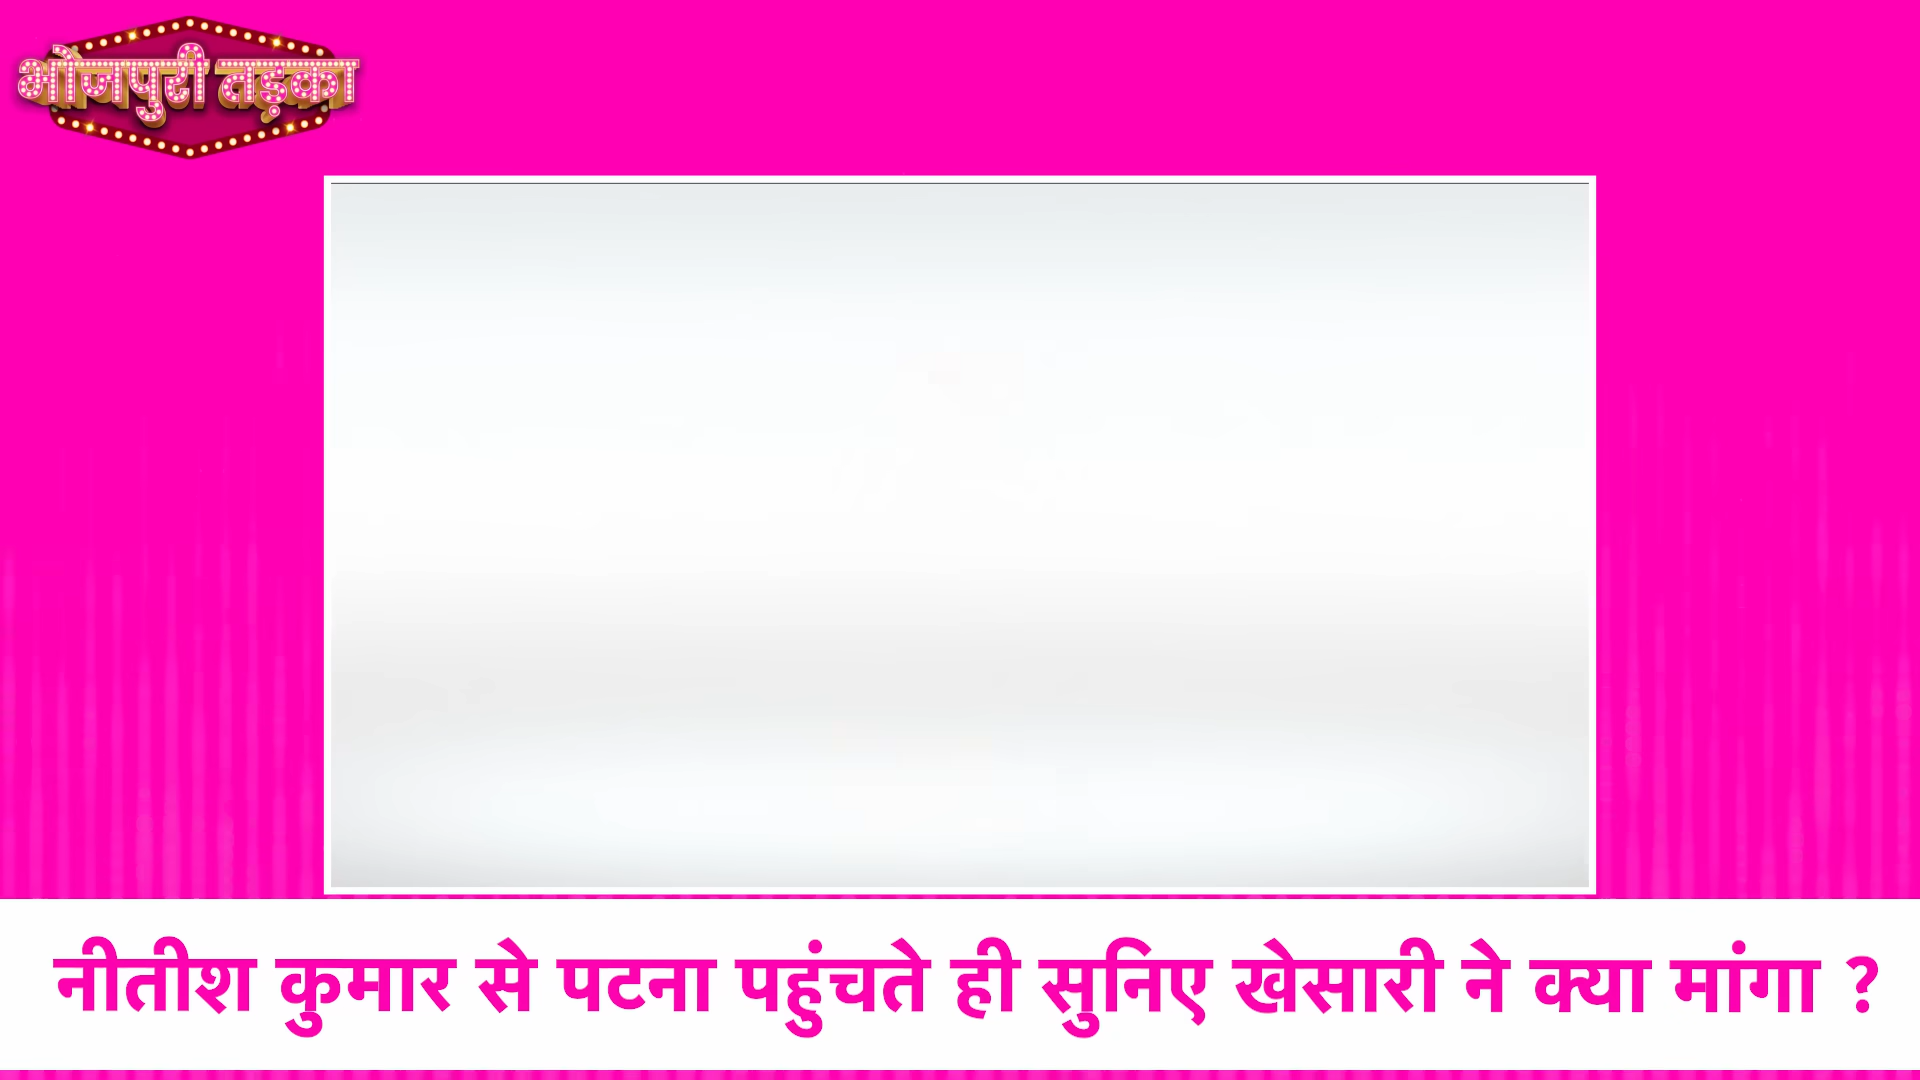 भोजपुरी तड़का
नीतीश कुमार से पटना पहुंचते ही सुनिए खेसारी ने क्या मांगा ?